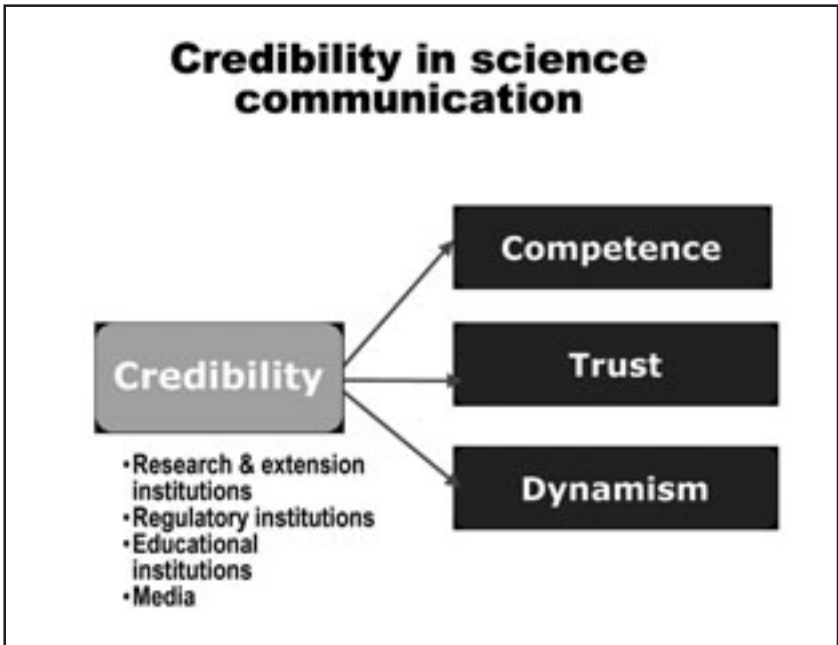 Credibility in science
communication
Competence
Credibility
Trust
Dynamism
•Research & extension
institutions
•Regulatory institutions
•Educational
institutions
•Media